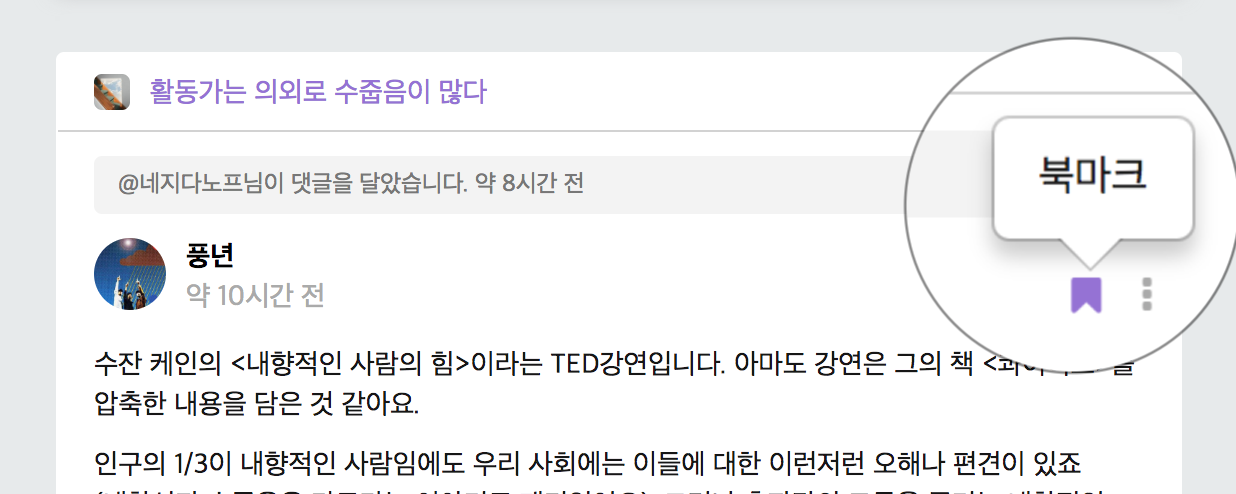 활동가는 의외로 수줍음이 많다
@네지다노프님이 댓글을 달았습니다. 약 8시간 전
북마크
풍년
약 10시간 전
수잔 케인의 <내향적인 사람의 힘>이라는 TED강연입니다. 아마도 강연은 그의 책
압축한 내용을 담은 것 같아요.
인구의 1/3이 내향적인 사람임에도 우리 사회에는 이들에 대한 이런저런 오해나 편견이 있죠